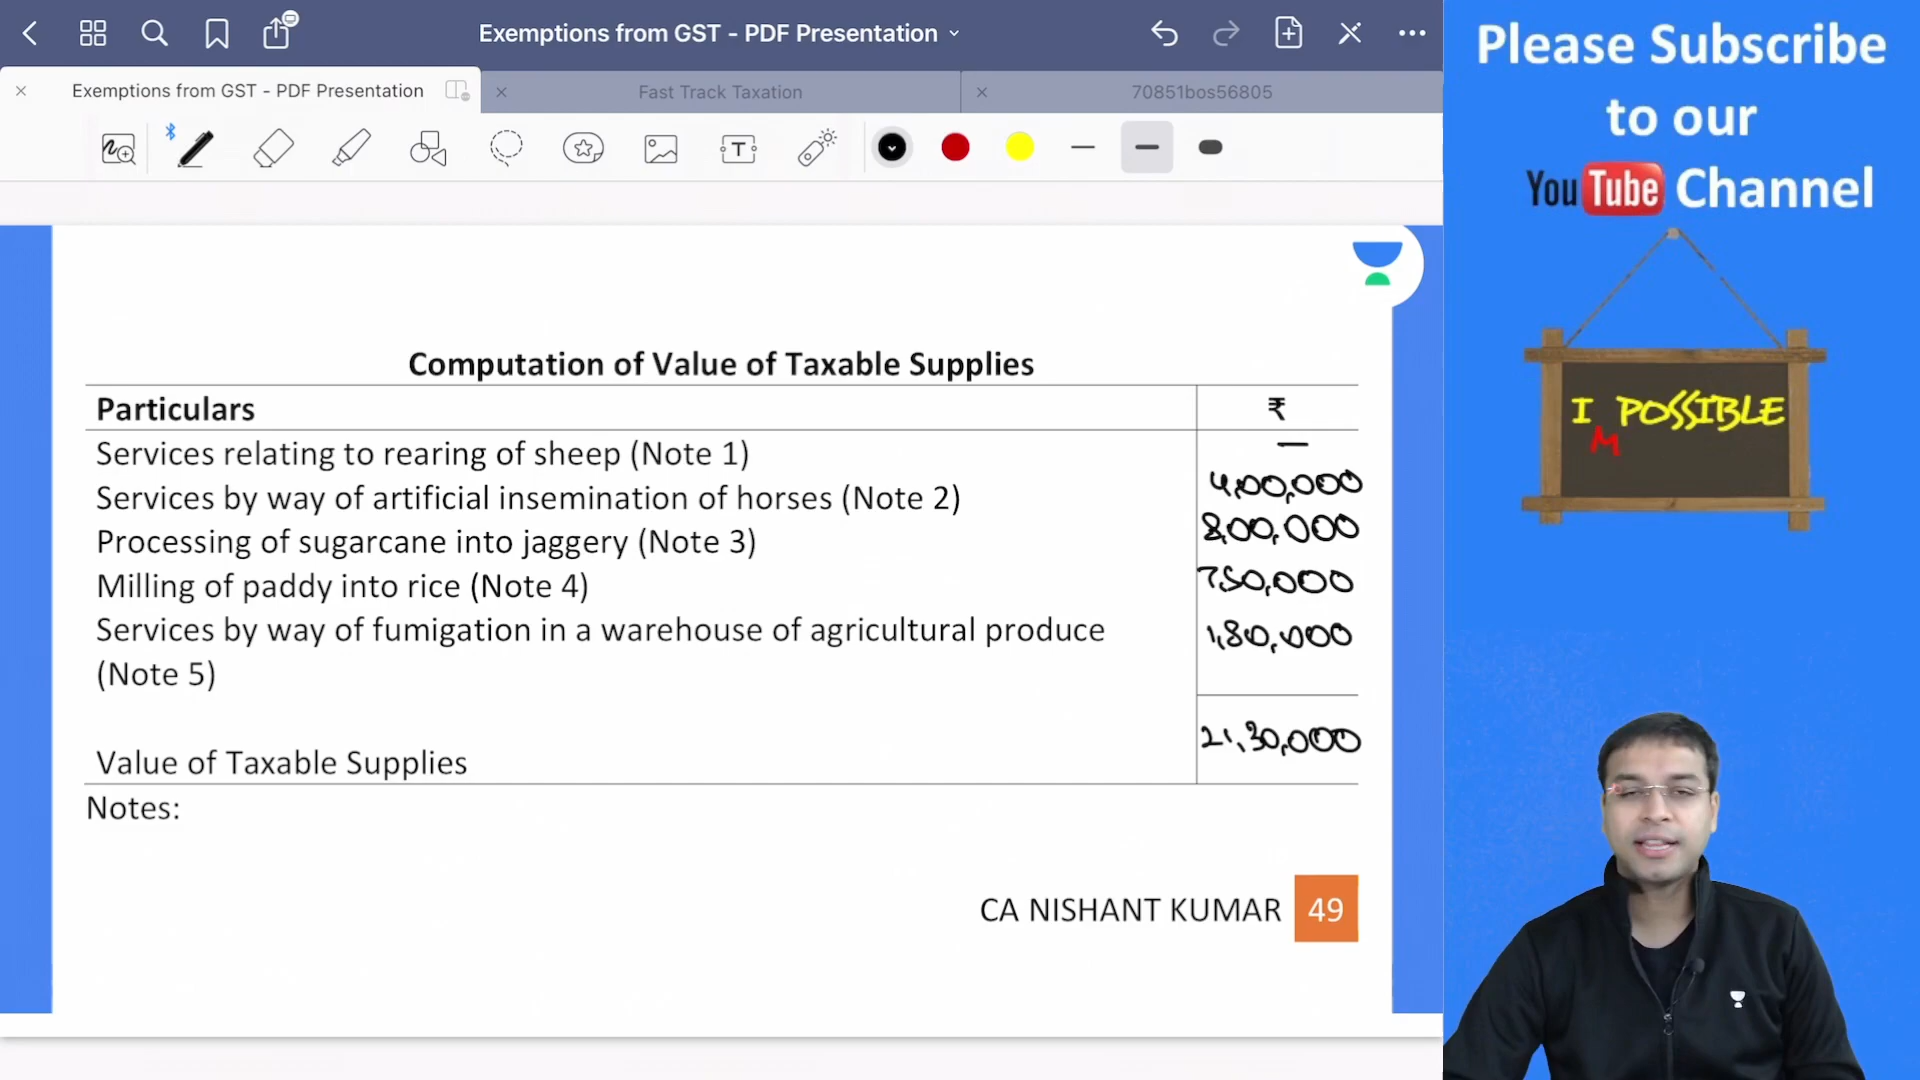 Exemptions from GST - PDF Presentation
Exemptions from GST - PDF Presentation
Fast Track Taxation
70851bos56805
T
Computation of Value of Taxable Supplies
Particulars ₹
Services relating to rearing of sheep (Note 1) —
Services by way of artificial insemination of horses (Note 2) 4,00,000
Processing of sugarcane into jaggery (Note 3) 8,00,000
Milling of paddy into rice (Note 4) 7,50,000
Services by way of fumigation in a warehouse of agricultural produce 1,80,000
(Note 5)
Value of Taxable Supplies 21,30,000
Notes:
CA NISHANT KUMAR 49
Please Subscribe
to our
YouTube Channel
I POSSIBLE
M